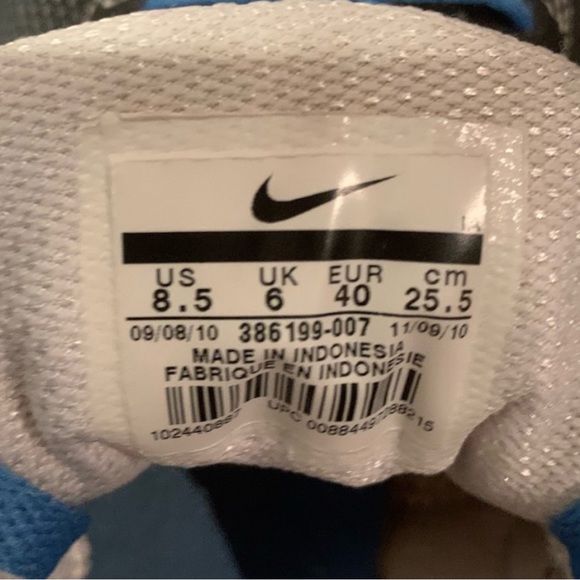 US UK EUR cm
8.5 6 40 25.5
09/08/10 386199-007 11/09/10
MADE IN INDONESIA
FABRIQUE EN INDONESIE
UPC